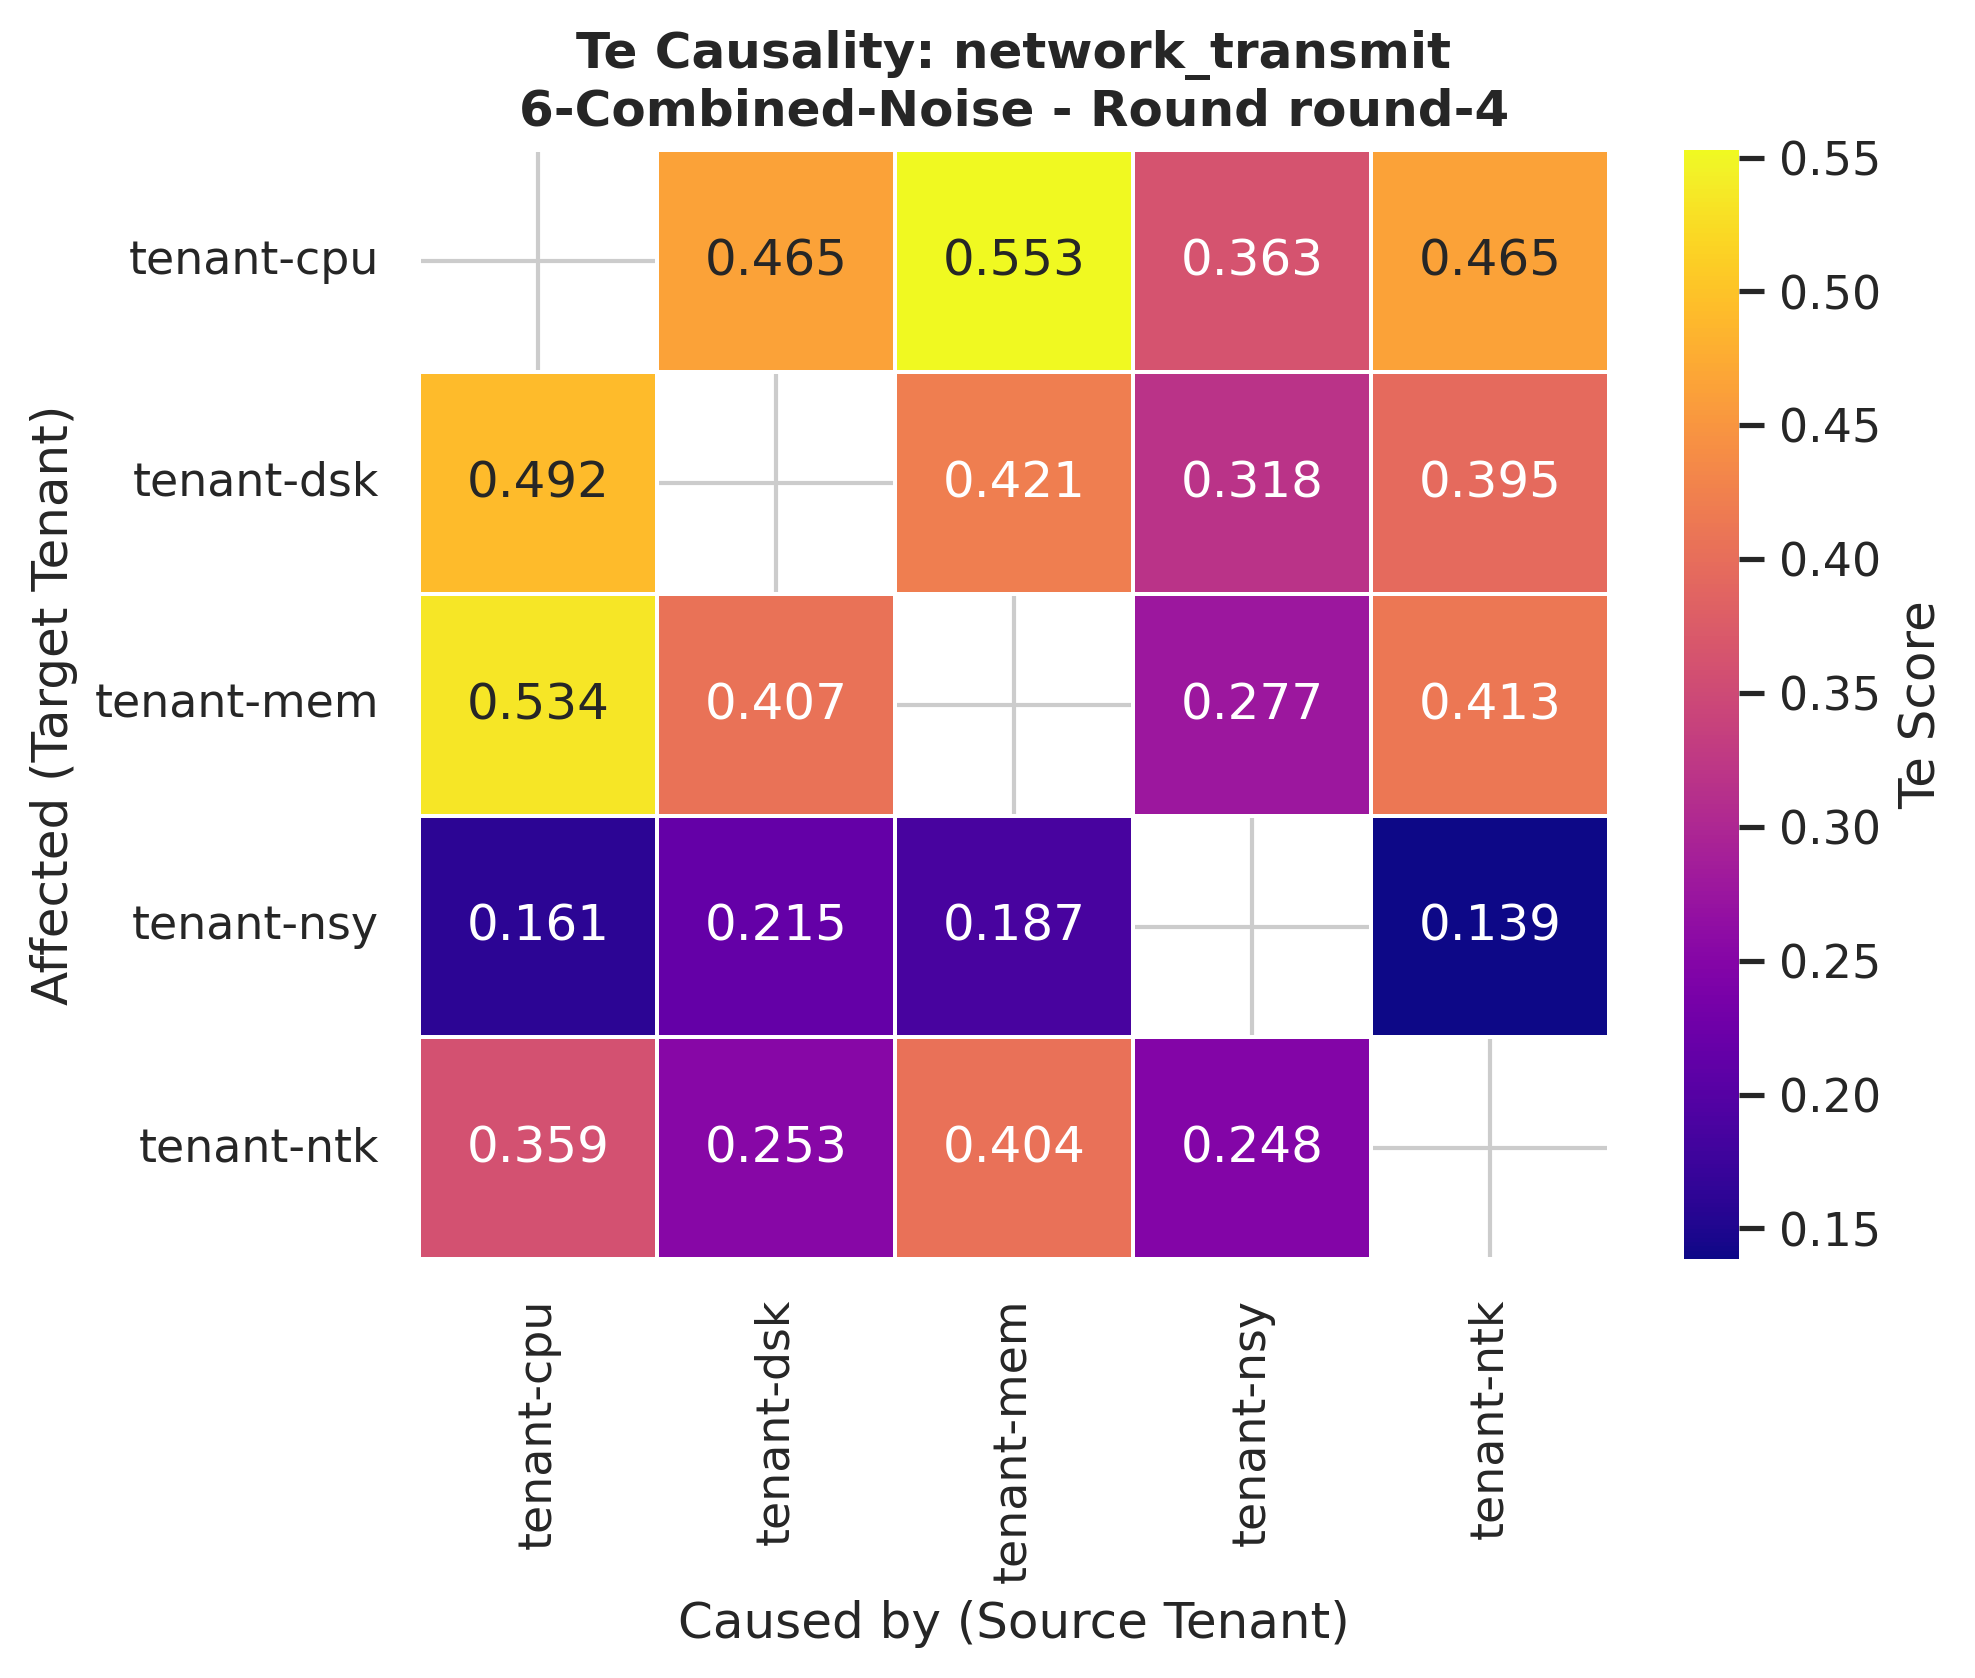 Te Causality: network_transmit
6-Combined-Noise - Round round-4
Affected (Target Tenant)
tenant-cpu 0.465 0.553 0.363 0.465
tenant-dsk 0.492 0.421 0.318 0.395
tenant-mem 0.534 0.407 0.277 0.413
tenant-nsy 0.161 0.215 0.187 0.139
tenant-ntk 0.359 0.253 0.404 0.248
tenant-cpu tenant-dsk tenant-mem tenant-nsy tenant-ntk
Caused by (Source Tenant)
0.55
0.50
0.45
0.40
0.35
0.30
0.25
0.20
0.15
Te Score